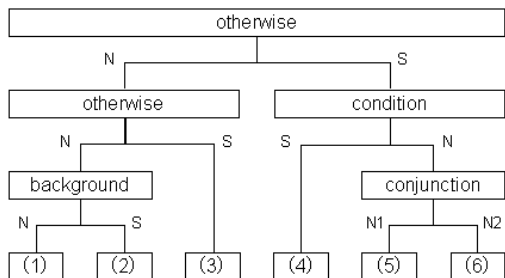 otherwise
N S
otherwise condition
N S S N
background conjunction
N S N1 N2
(1) (2) (3) (4) (5) (6)